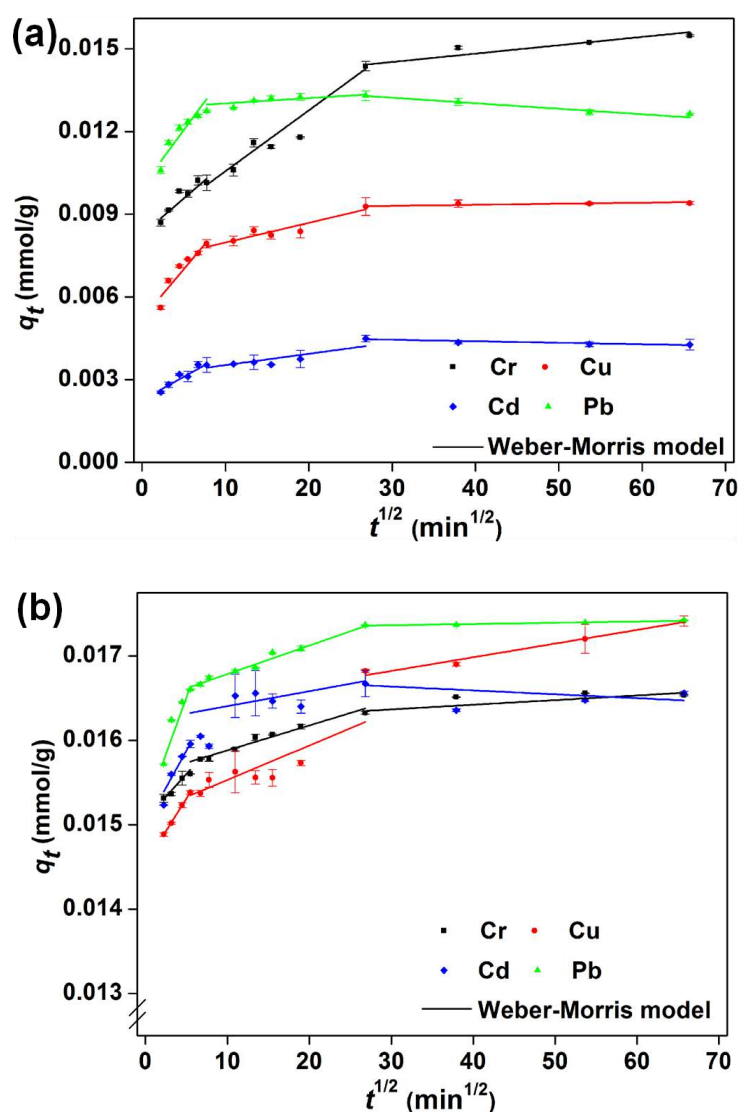 (a)
0.015
0.012
0.009
0.006
0.003
0.000
qt (mmol/g)
Cr Cu
Cd Pb
Weber-Morris model
0 10 20 30 40 50 60 70
t1/2 (min1/2)
(b)
0.017
0.016
0.015
0.014
0.013
qt (mmol/g)
Cr Cu
Cd Pb
Weber-Morris model
0 10 20 30 40 50 60 70
t1/2 (min1/2)